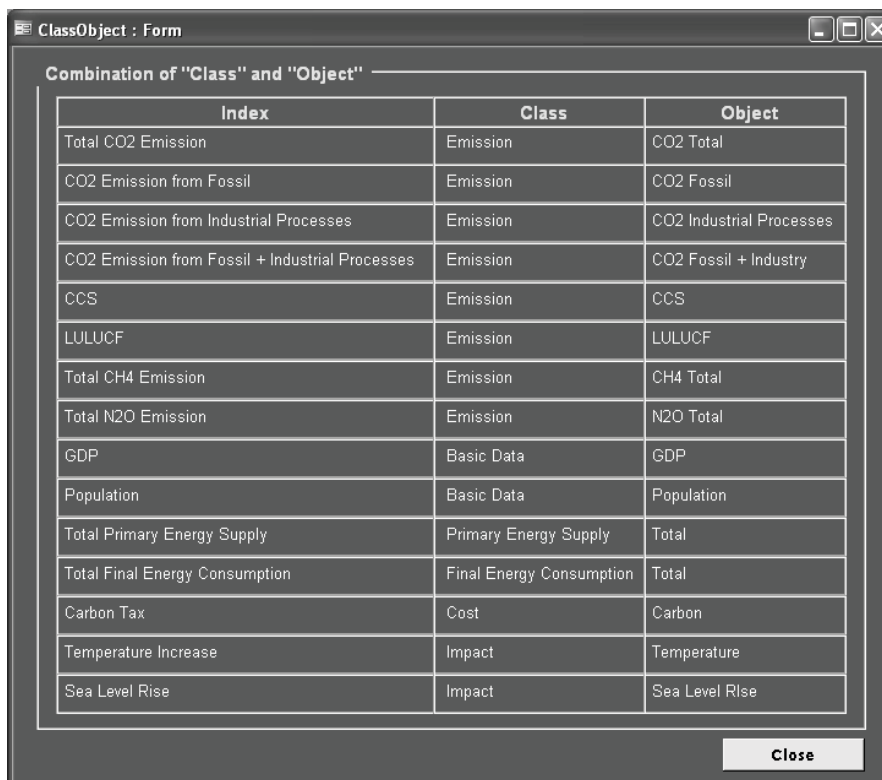 ClassObject : Form
Combination of "Class" and "Object"
Index Class Object
Total CO2 Emission Emission CO2 Total
CO2 Emission from Fossil Emission CO2 Fossil
CO2 Emission from Industrial Processes Emission CO2 Industrial Processes
CO2 Emission from Fossil + Industrial Processes Emission CO2 Fossil + Industry
CCS Emission CCS
LULUCF Emission LULUCF
Total CH4 Emission Emission CH4 Total
Total N2O Emission Emission N2O Total
GDP Basic Data GDP
Population Basic Data Population
Total Primary Energy Supply Primary Energy Supply Total
Total Final Energy Consumption Final Energy Consumption Total
Carbon Tax Cost Carbon
Temperature Increase Impact Temperature
Sea Level Rise Impact Sea Level RIse
Close